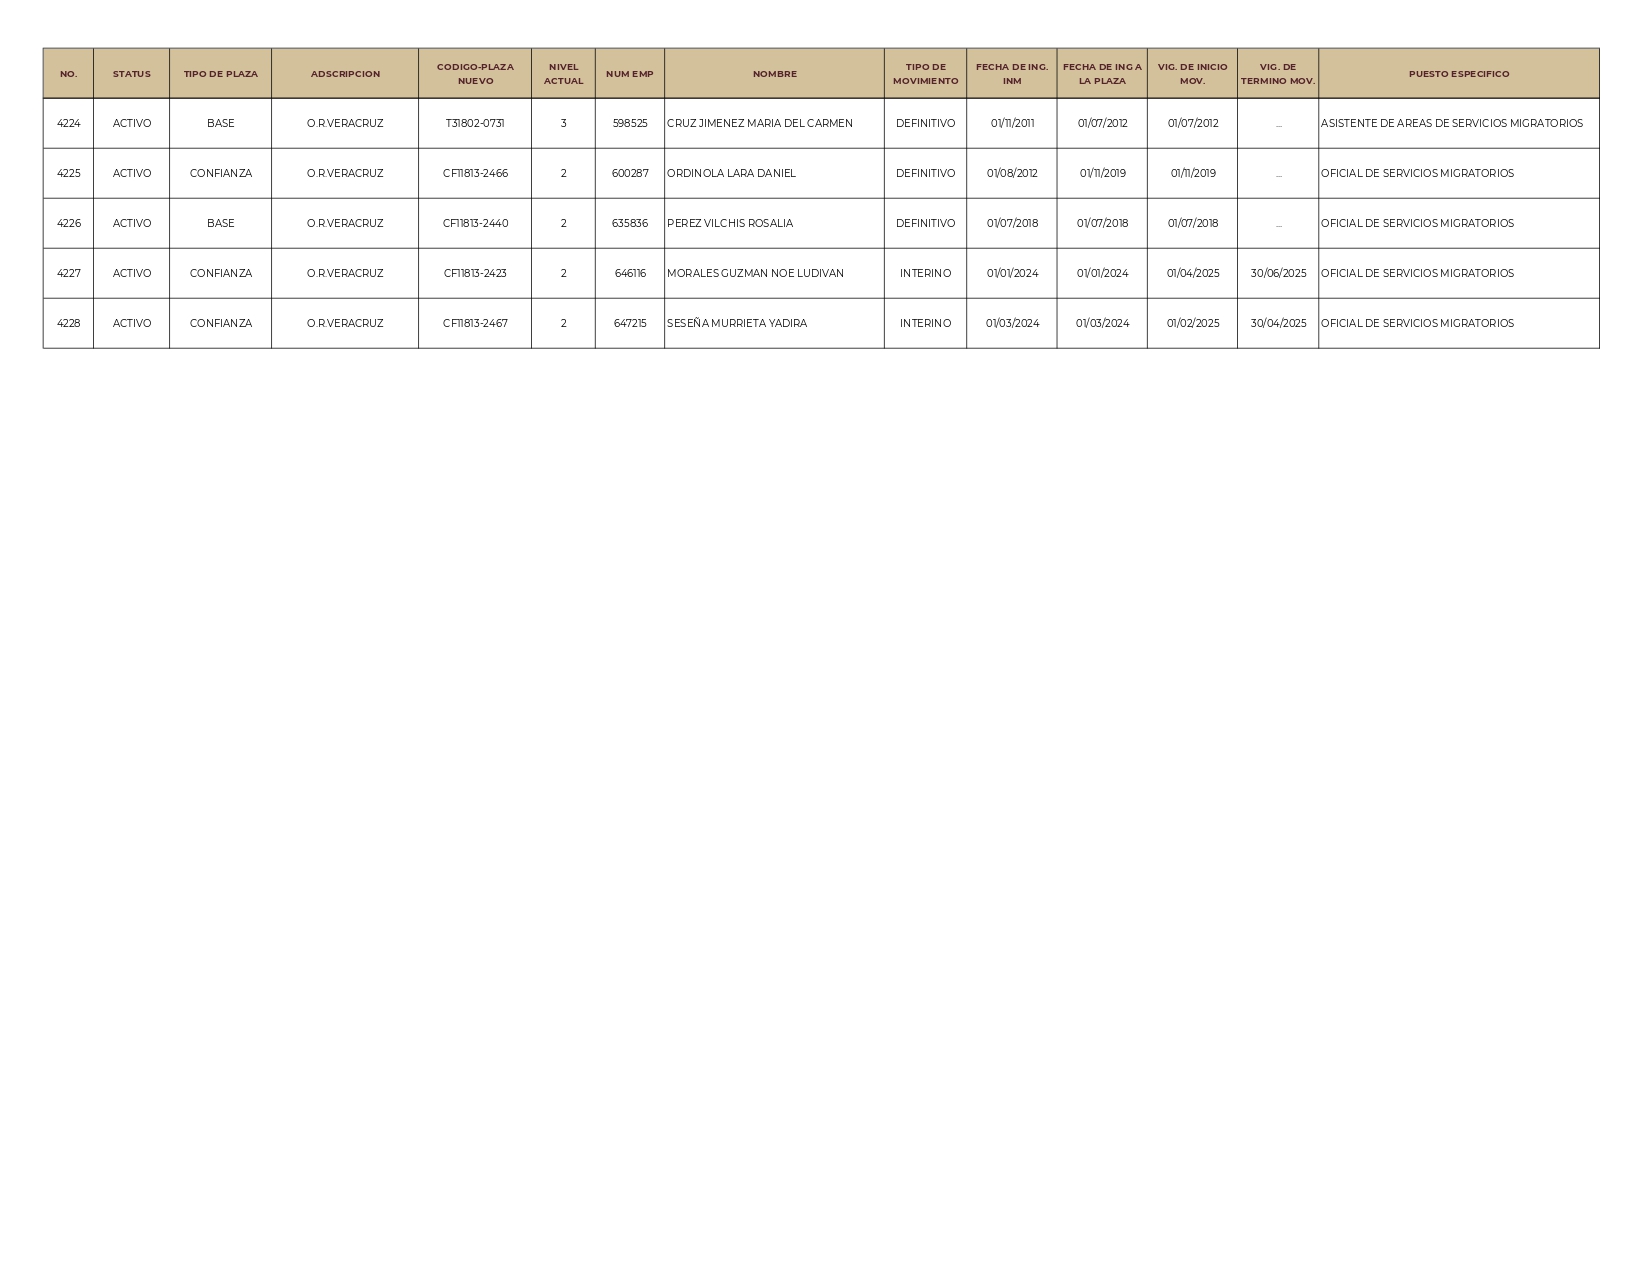 NO. STATUS TIPO DE PLAZA ADSCRIPCION CODIGO-PLAZA NUEVO NIVEL ACTUAL NUM EMP NOMBRE TIPO DE MOVIMIENTO FECHA DE ING. INM FECHA DE ING A LA PLAZA VIG. DE INICIO MOV. VIG. DE TERMINO MOV. PUESTO ESPECIFICO
4224 ACTIVO BASE O.R.VERACRUZ T31802-0731 3 598525 CRUZ JIMENEZ MARIA DEL CARMEN DEFINITIVO 01/11/2011 01/07/2012 01/07/2012 ... ASISTENTE DE AREAS DE SERVICIOS MIGRATORIOS
4225 ACTIVO CONFIANZA O.R.VERACRUZ CF11813-2466 2 600287 ORDINOLA LARA DANIEL DEFINITIVO 01/08/2012 01/11/2019 01/11/2019 ... OFICIAL DE SERVICIOS MIGRATORIOS
4226 ACTIVO BASE O.R.VERACRUZ CF11813-2440 2 635836 PEREZ VILCHIS ROSALIA DEFINITIVO 01/07/2018 01/07/2018 01/07/2018 ... OFICIAL DE SERVICIOS MIGRATORIOS
4227 ACTIVO CONFIANZA O.R.VERACRUZ CF11813-2423 2 646116 MORALES GUZMAN NOE LUDIVAN INTERINO 01/01/2024 01/01/2024 01/04/2025 30/06/2025 OFICIAL DE SERVICIOS MIGRATORIOS
4228 ACTIVO CONFIANZA O.R.VERACRUZ CF11813-2467 2 647215 SESEÑA MURRIETA YADIRA INTERINO 01/03/2024 01/03/2024 01/02/2025 30/04/2025 OFICIAL DE SERVICIOS MIGRATORIOS